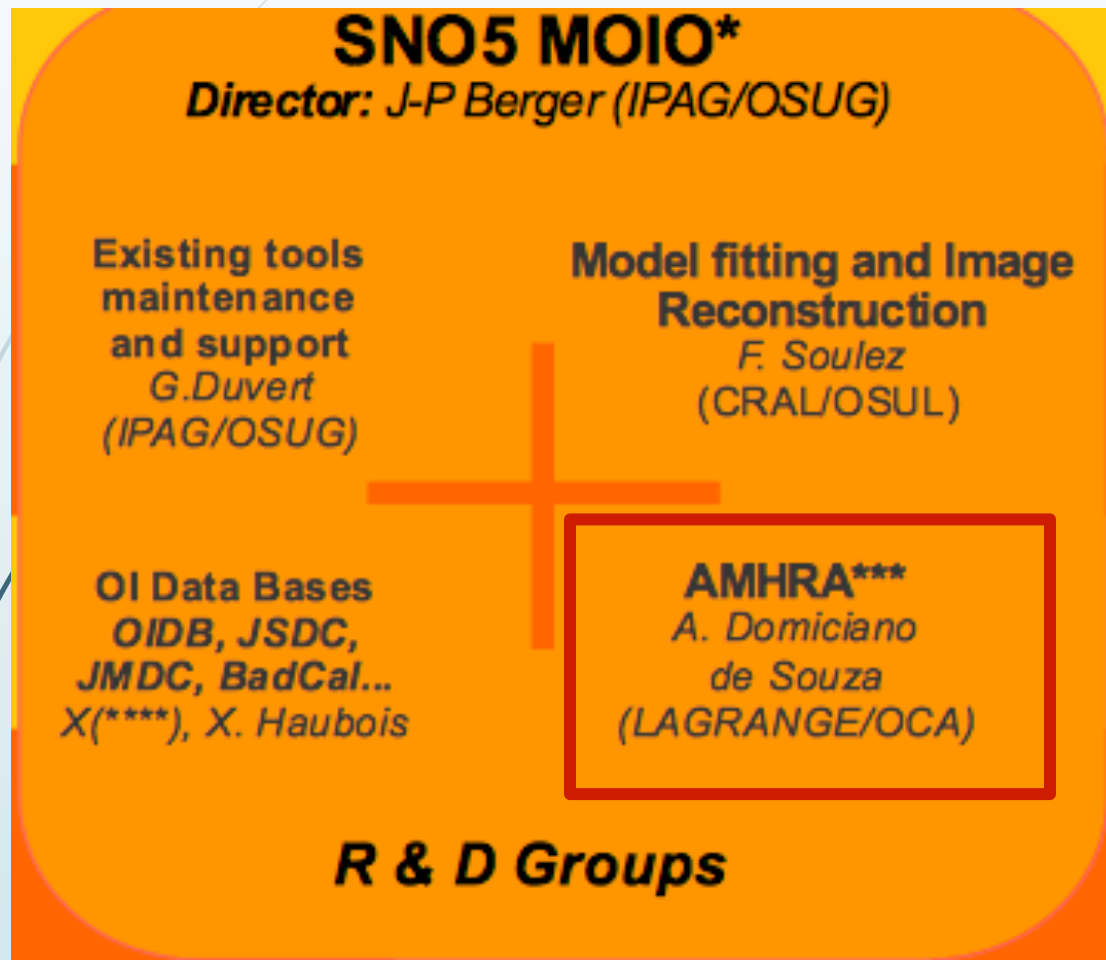 SNO5 MOIO*
Director: J-P Berger (IPAG/OSUG)
Existing tools
maintenance
and support
G.Duvert
(IPAG/OSUG)
Model fitting and Image
Reconstruction
F. Soulez
(CRAL/OSUL)
OI Data Bases
OIDB, JSDC,
JMDC, BadCal...
X(****), X. Haubois
AMHRA***
A. Domiciano
de Souza
(LAGRANGE/OCA)
R & D Groups